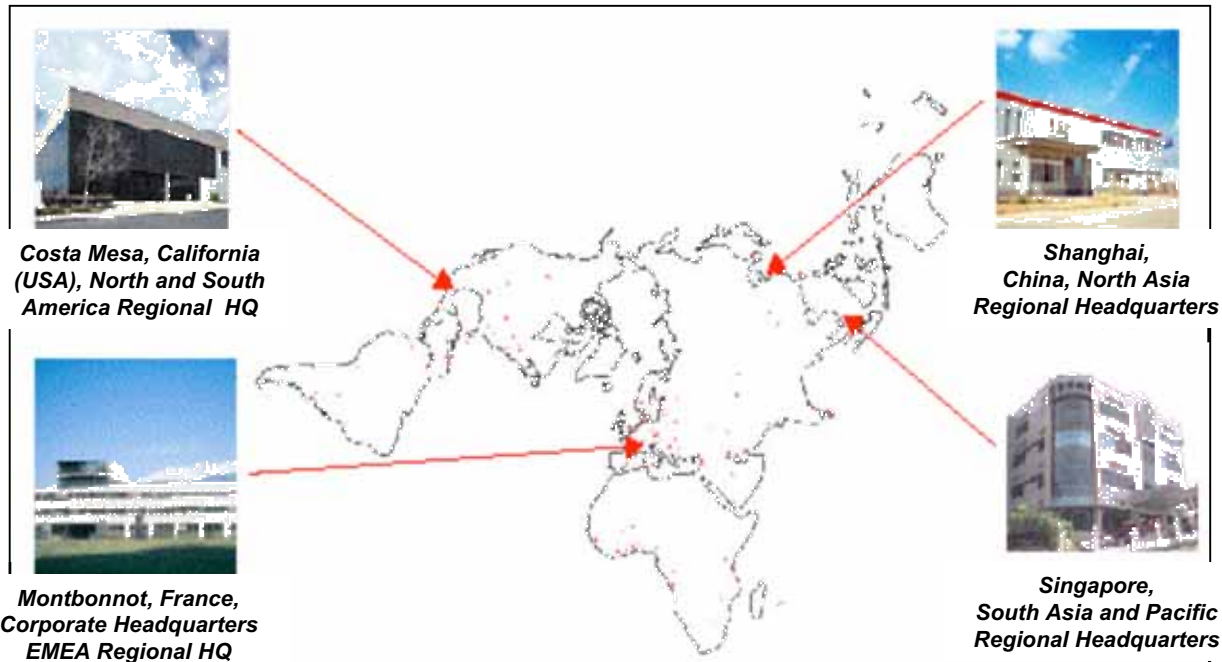 Costa Mesa, California
(USA), North and South
America Regional HQ
Shanghai,
China, North Asia
Regional Headquarters
Montbonnot, France,
Corporate Headquarters
EMEA Regional HQ
Singapore,
South Asia and Pacific
Regional Headquarters